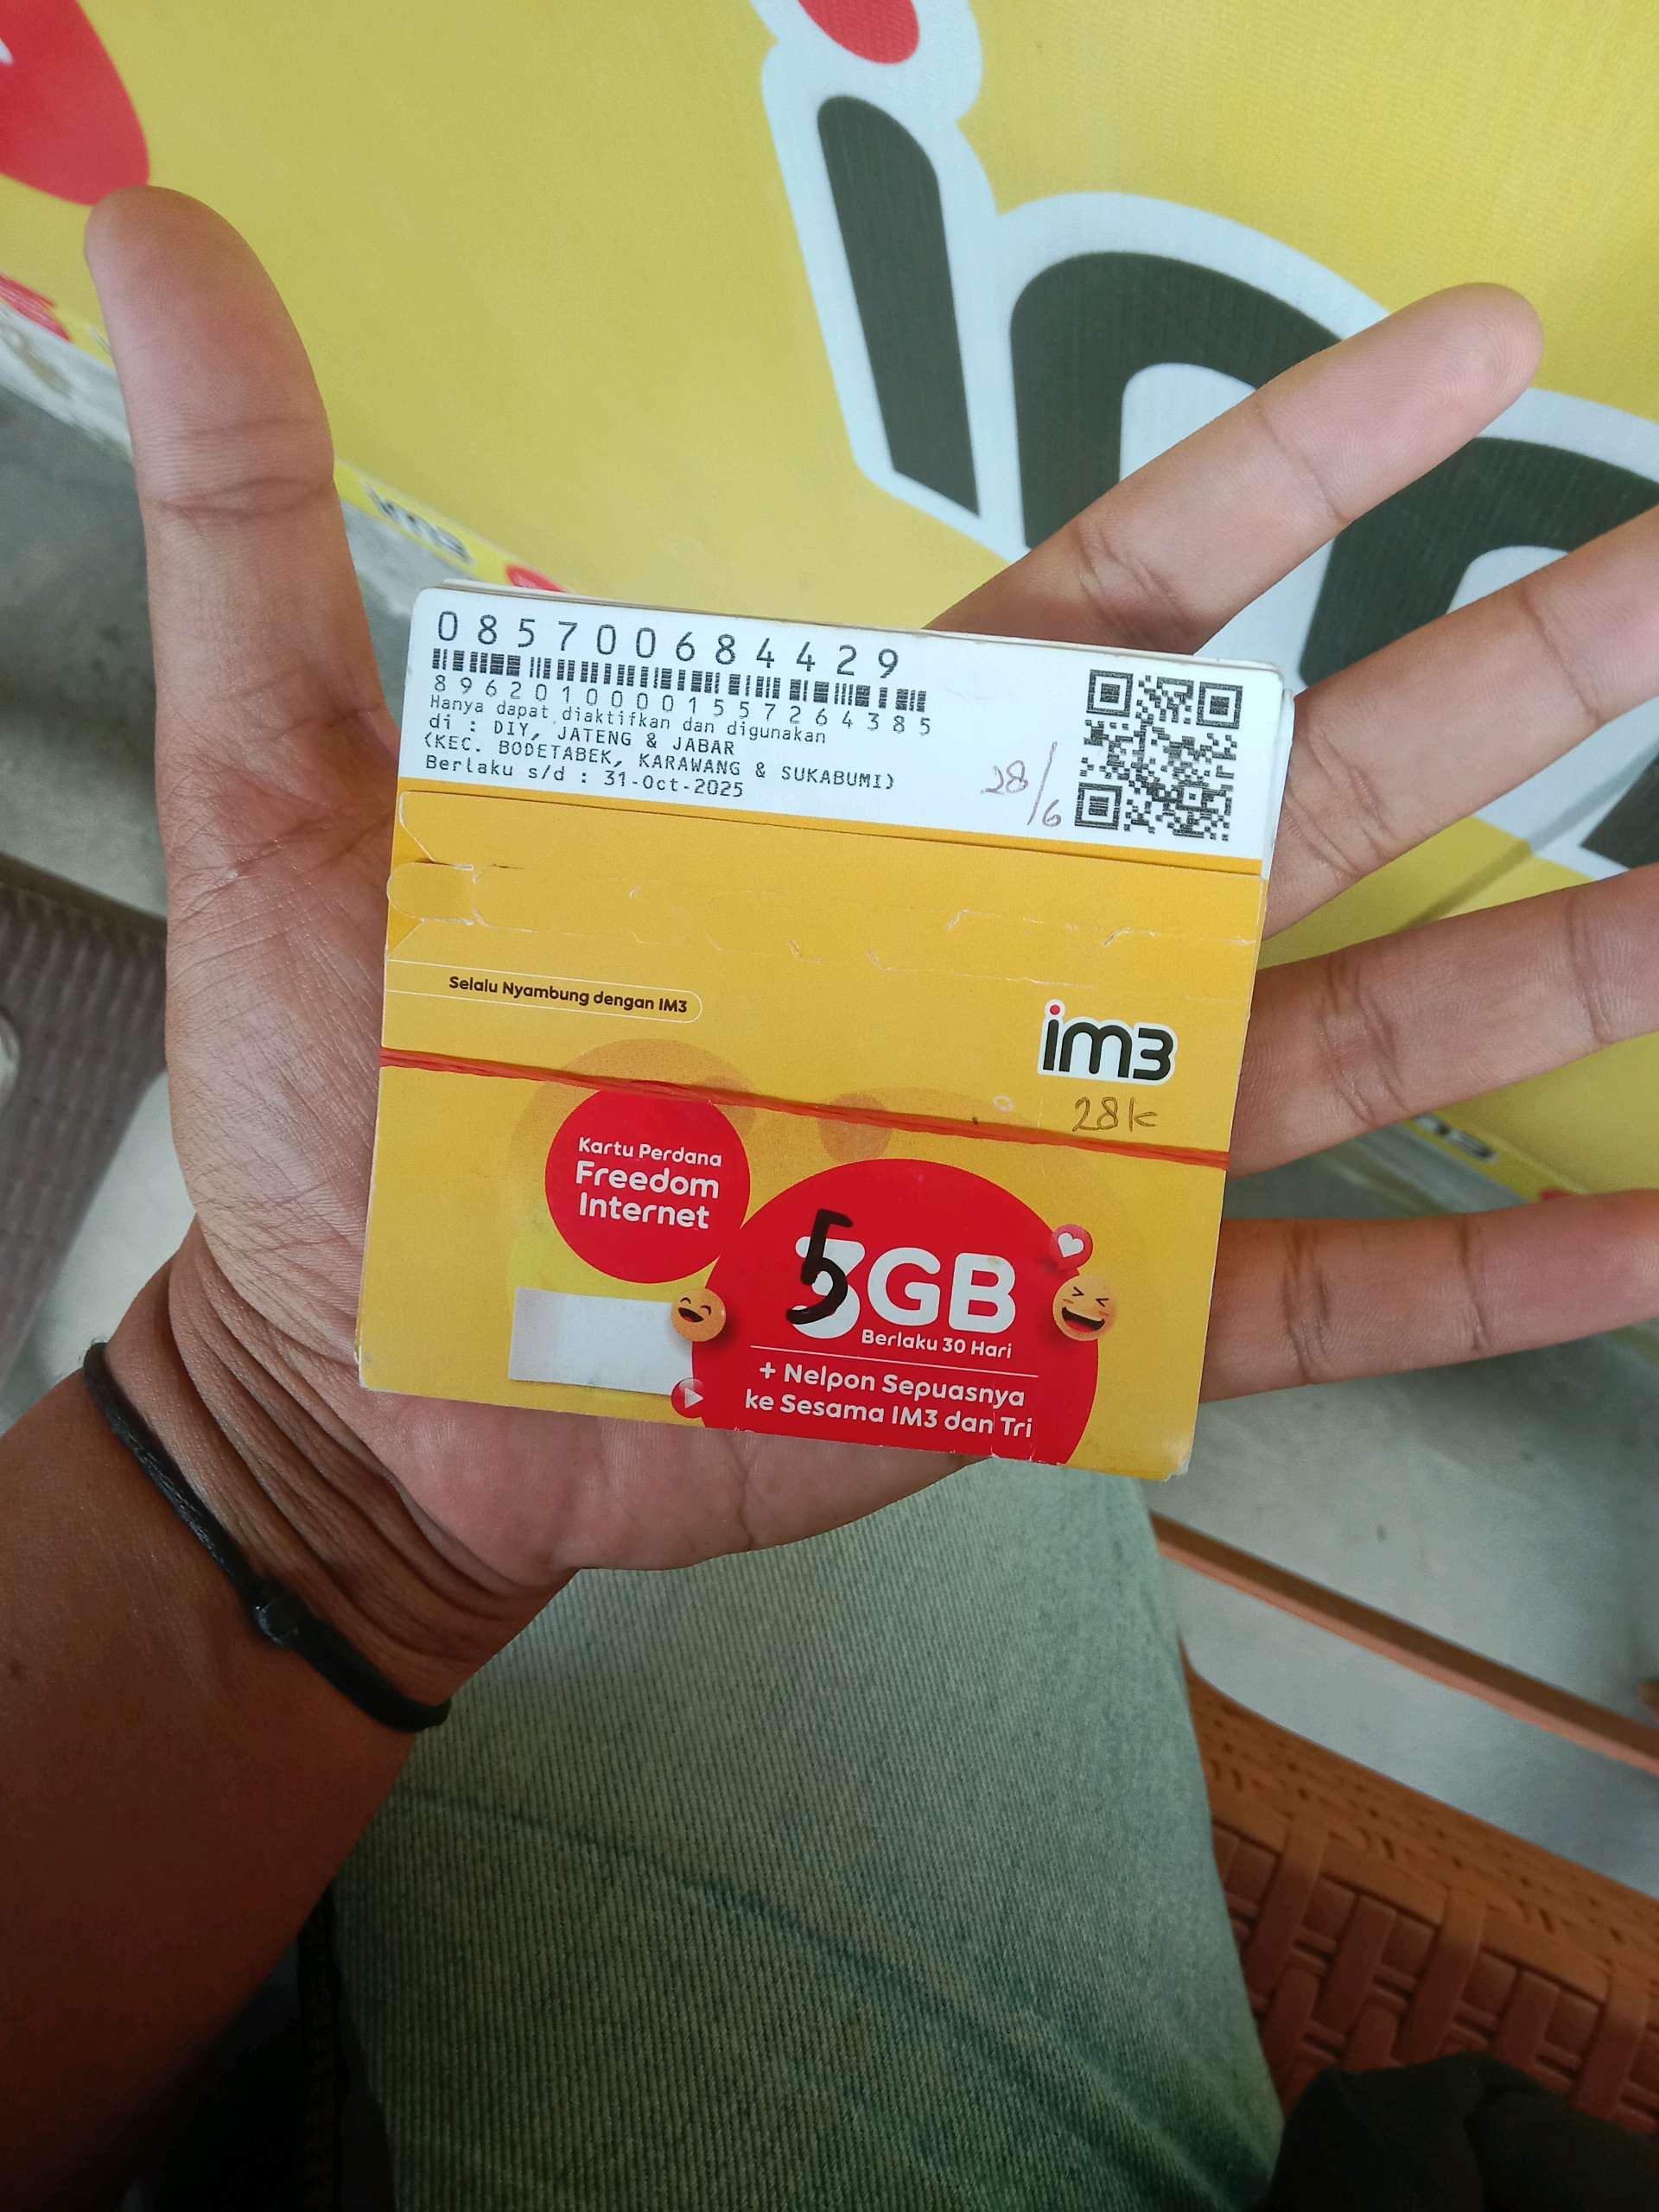 085700684429
89620100001557264385
Hanya dapat diaktifkan dan digunakan
di : DIY, JATENG & JABAR
(KEC. BODETABEK, KARAWANG & SUKABUMI)
Berlaku s/d : 31-Oct-2025
28/6
Selalu Nyambung dengan IM3
im3
28k
Kartu Perdana
Freedom
Internet
5GB
Berlaku 30 Hari
+ Nelpon Sepuasnya
ke Sesama IM3 dan Tri
im3